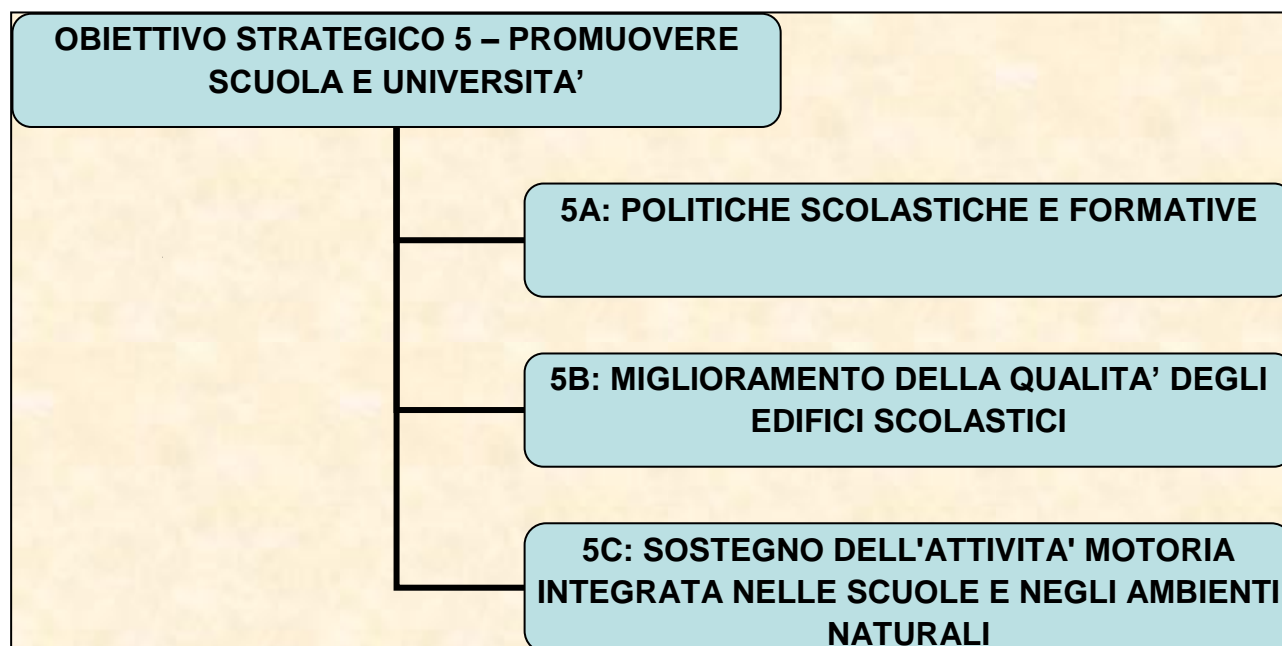 OBIETTIVO STRATEGICO 5 – PROMUOVERE
SCUOLA E UNIVERSITA’
5A: POLITICHE SCOLASTICHE E FORMATIVE
5B: MIGLIORAMENTO DELLA QUALITA’ DEGLI
EDIFICI SCOLASTICI
5C: SOSTEGNO DELL'ATTIVITA' MOTORIA
INTEGRATA NELLE SCUOLE E NEGLI AMBIENTI
NATURALI